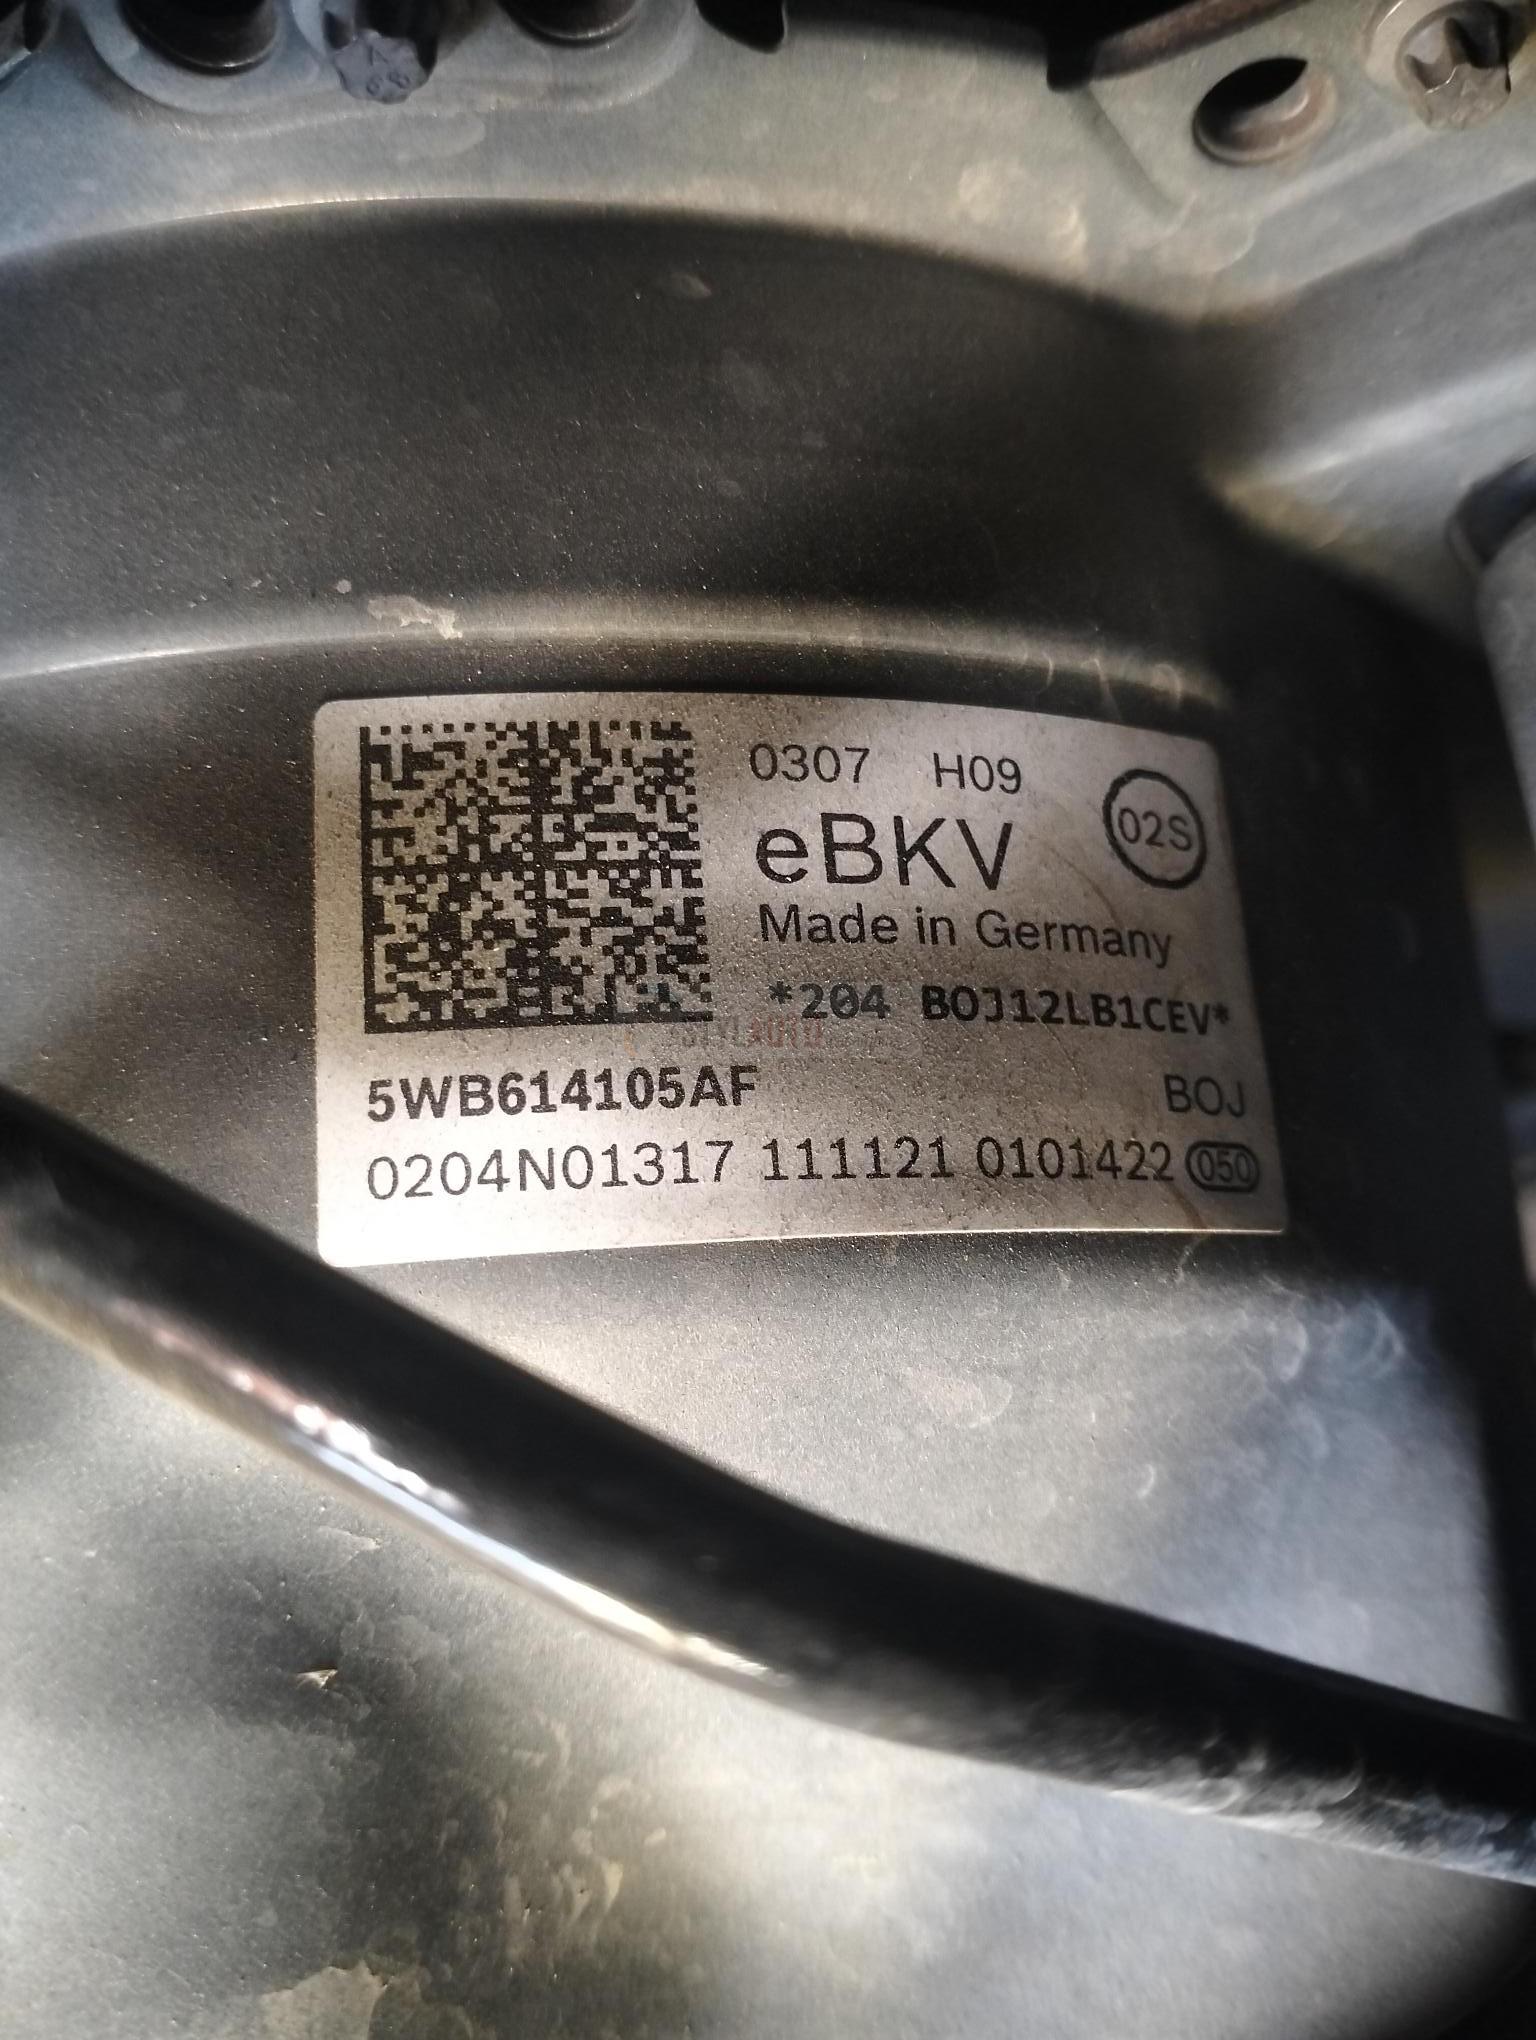 0307 H09
02S
eBKV
Made in Germany
*204 BOJ12LB1CEV*
5WB614105AF
BOJ
0204N01317 111121 0101422 050